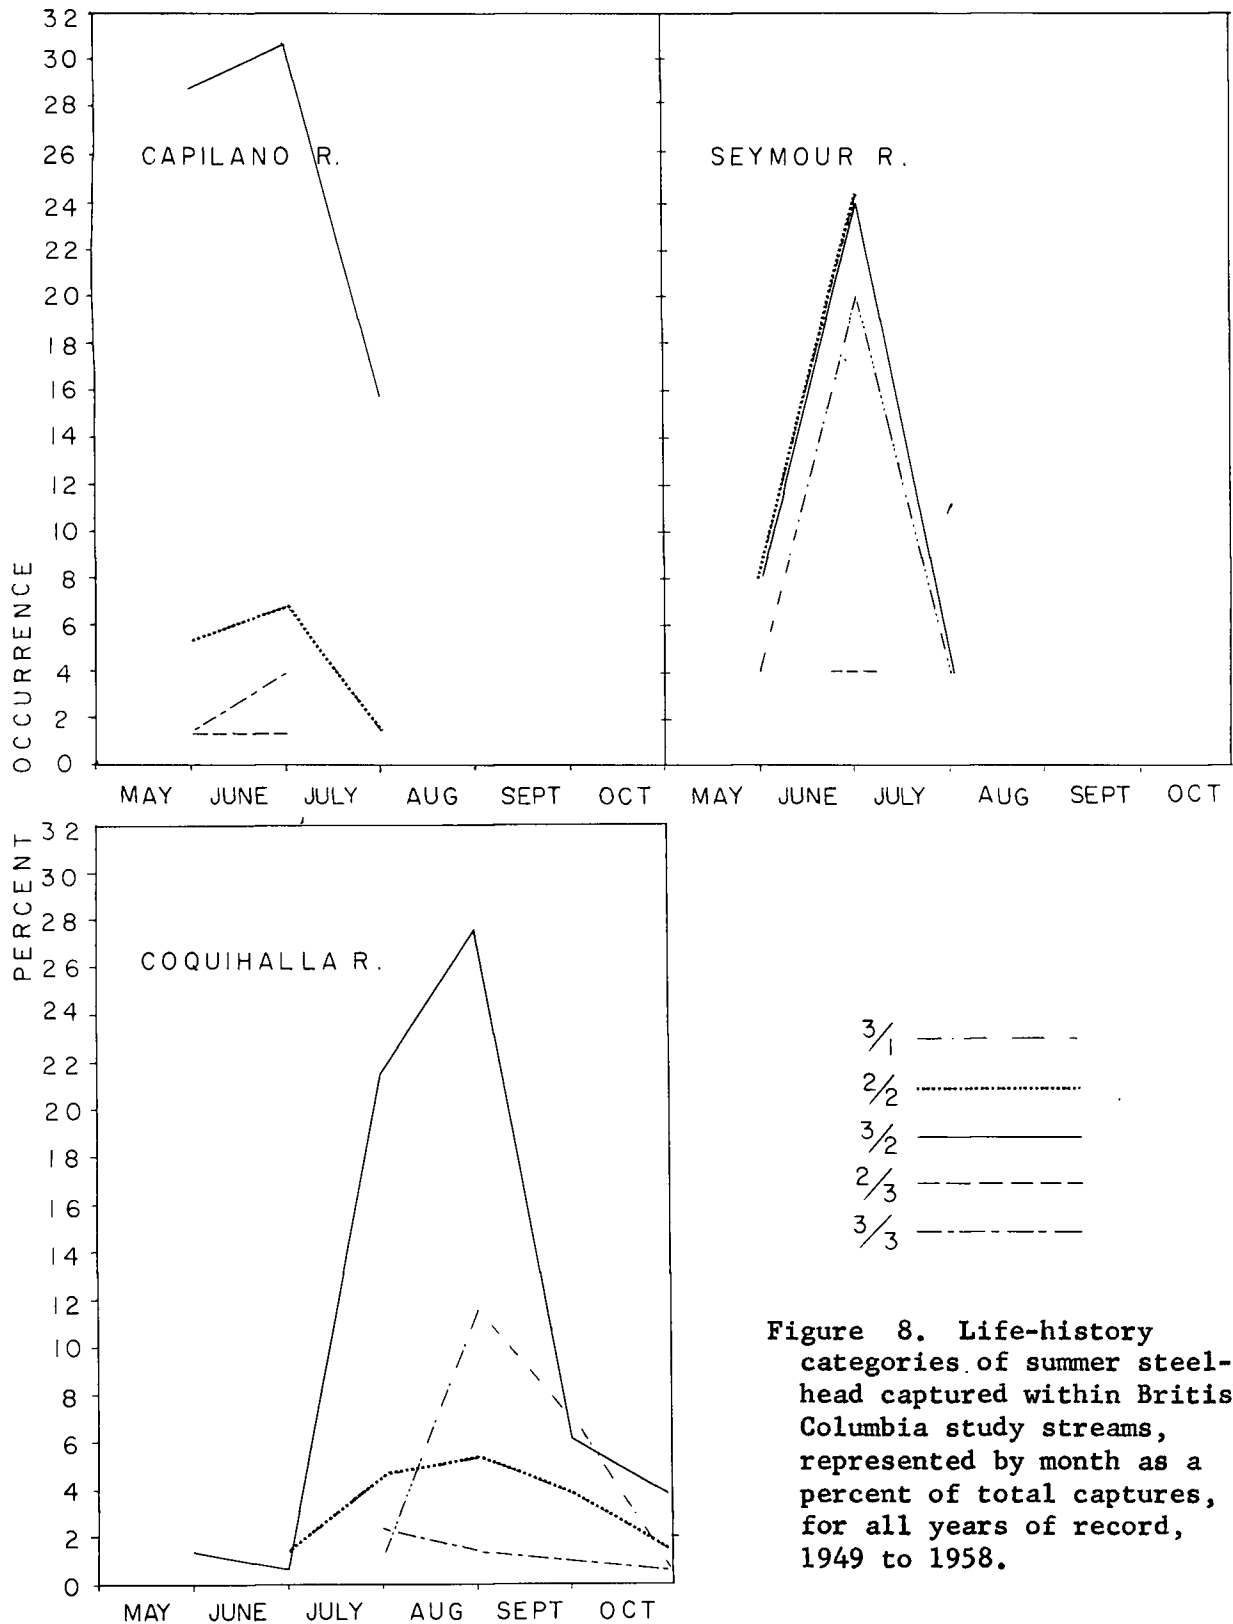 32
30
28
26
24
22
20
18
16
14
12
10
8
6
4
2
0
OCCURRENCE
CAPILANO R.
SEYMOUR R.
MAY JUNE JULY AUG SEPT OCT MAY JUNE JULY AUG SEPT OCT
PERCENT
32
30
28
26
24
22
20
18
16
14
12
10
8
6
4
2
0
COQUIHALLA R.
MAY JUNE JULY AUG SEPT OCT
3/1
2/2
3/2
2/3
3/3
Figure 8. Life-history
categories of summer steel-
head captured within Britis
Columbia study streams,
represented by month as a
percent of total captures,
for all years of record,
1949 to 1958.